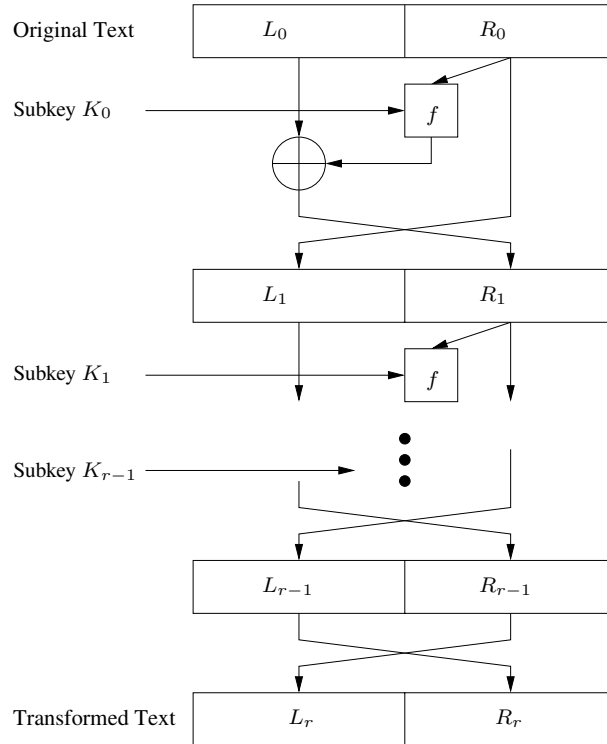 Original Text L₀ R₀
Subkey K₀ f
L₁ R₁
Subkey K₁ f
Subkey Kᵣ₋₁
Lᵣ₋₁ Rᵣ₋₁
Transformed Text Lᵣ Rᵣ